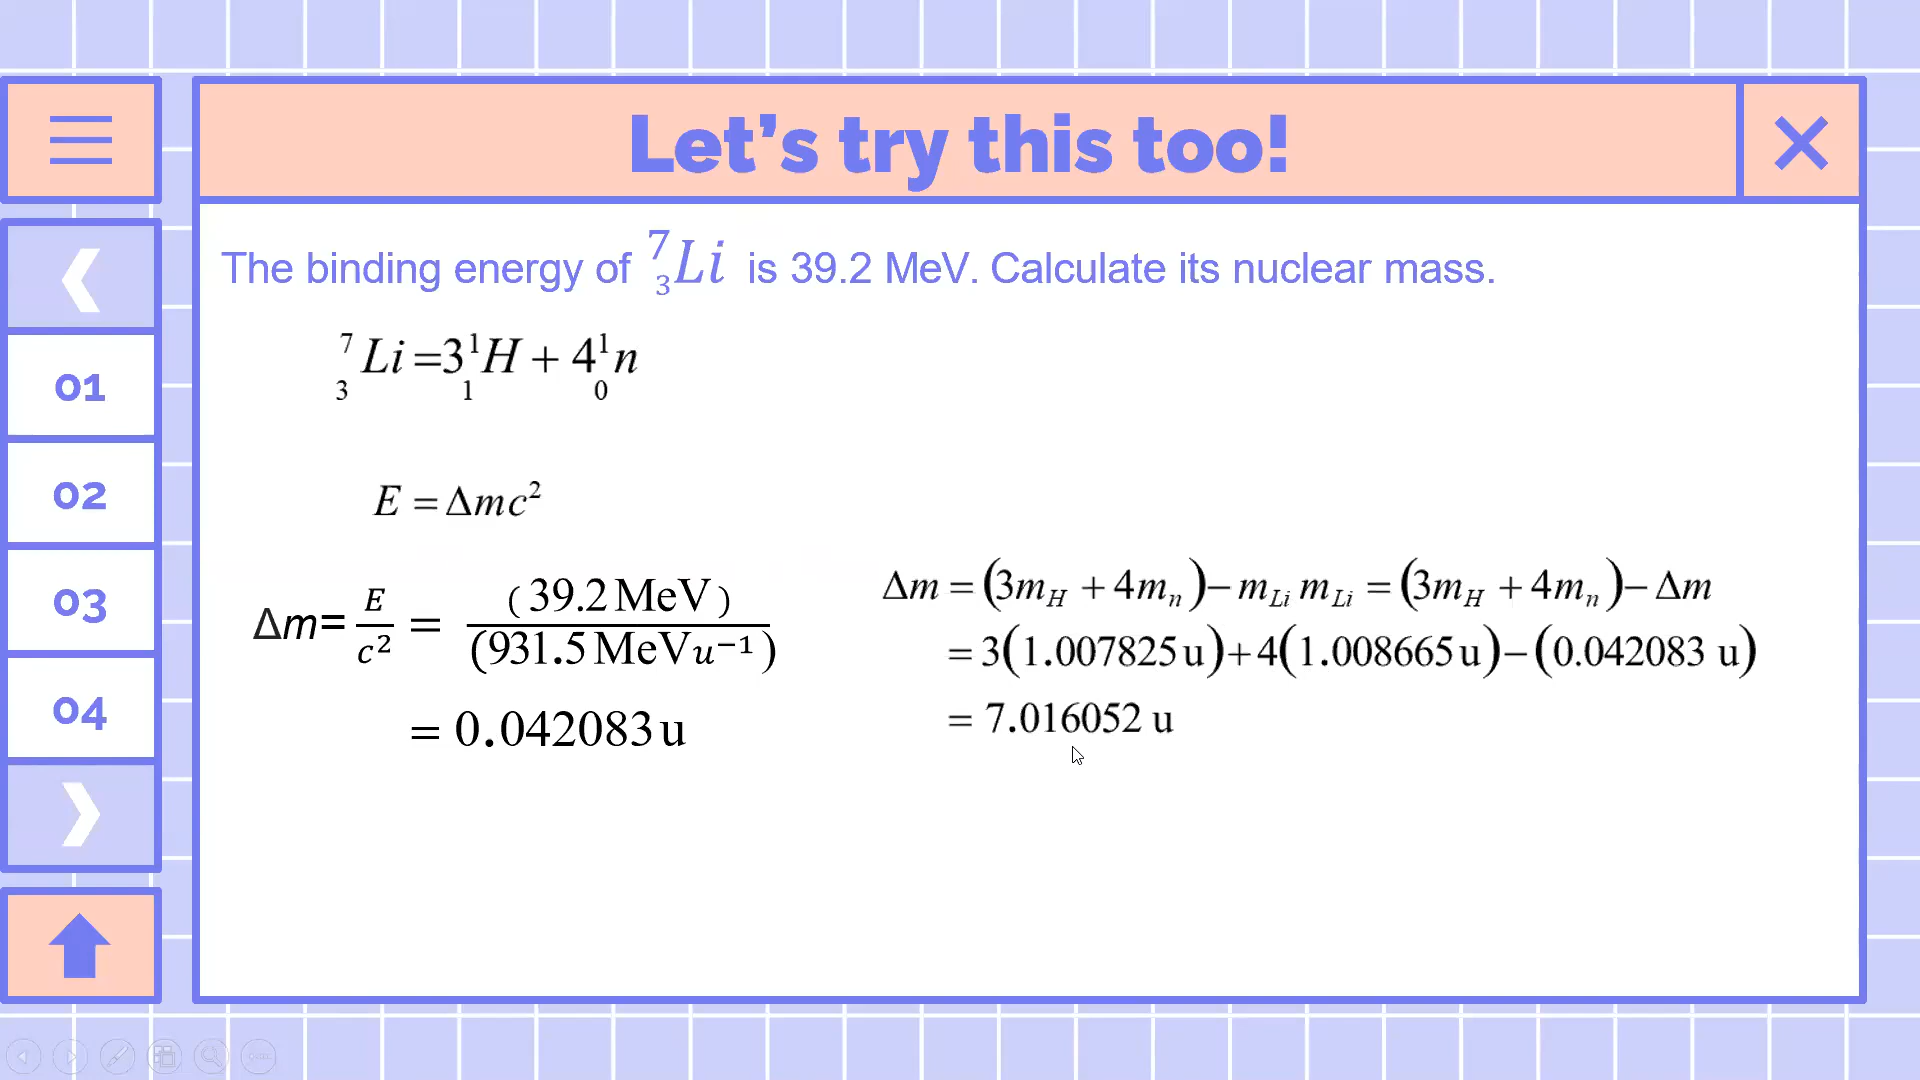 Let's try this too!
The binding energy of ⁷₃Li is 39.2 MeV. Calculate its nuclear mass.
⁷₃Li =3¹₁H + 4¹₀n
E = Δmc²
Δm= E/c² = (39.2 MeV)/(931.5 MeVu⁻¹)
= 0.042083 u
Δm = (3m_H + 4m_n) − m_Li m_Li = (3m_H + 4m_n) − Δm
= 3(1.007825 u)+4(1.008665 u)−(0.042083 u)
= 7.016052 u
01
02
03
04